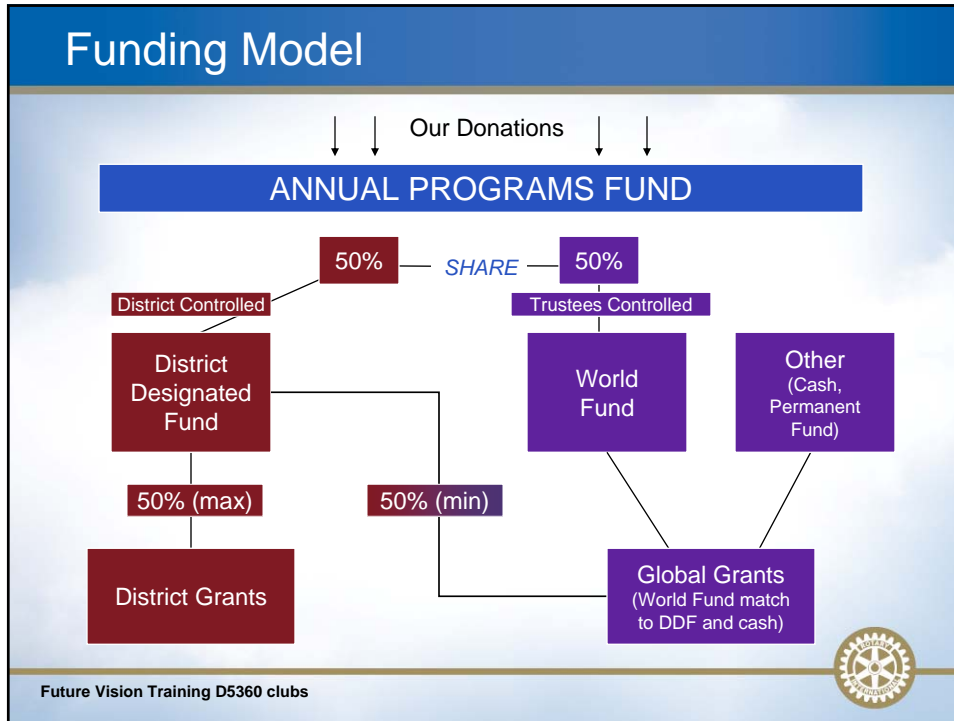 Funding Model
Our Donations
ANNUAL PROGRAMS FUND
50%
SHARE
50%
District Controlled
Trustees Controlled
District
Designated
Fund
World
Fund
Other
(Cash,
Permanent
Fund)
50% (max)
50% (min)
District Grants
Global Grants
(World Fund match
to DDF and cash)
ROTARY
INTERNATIONAL
Future Vision Training D5360 clubs